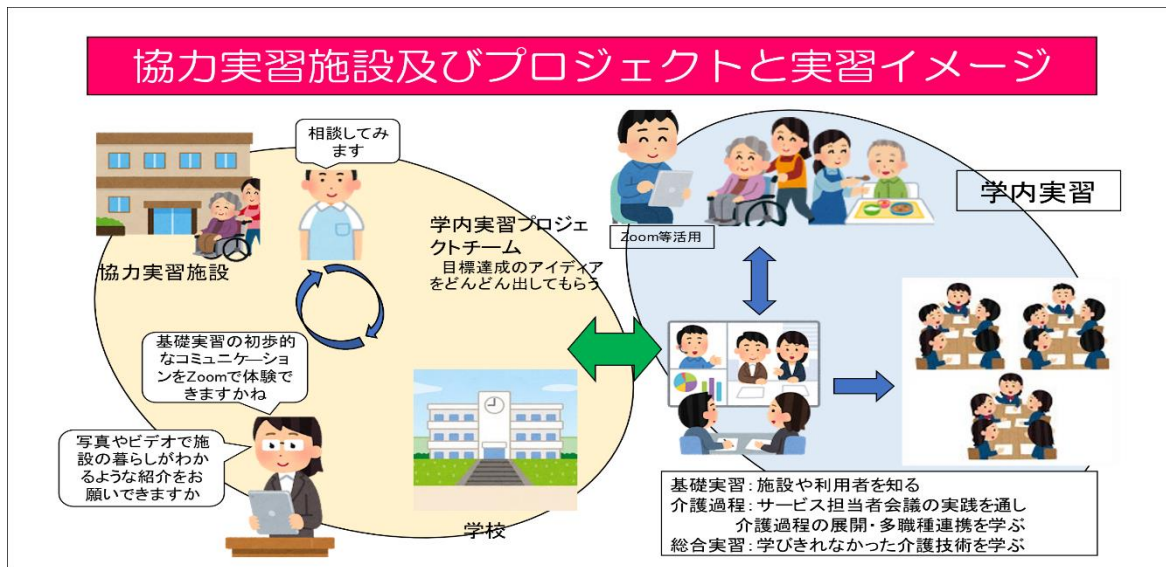 協力実習施設及びプロジェクトと実習イメージ
相談してみ
ます
協力実習施設
学内実習プロジェ
クトチーム
目標達成のアイディア
をどんどん出してもらう
基礎実習の初歩的
なコミュニケーショ
ンをZoomで体験で
きますかね
写真やビデオで施
設の暮らしがわか
るような紹介をお
願いできますか
学校
学内実習
Zoom等活用
基礎実習：施設や利用者を知る
介護過程：サービス担当者会議の実践を通し
介護過程の展開・多職種連携を学ぶ
総合実習：学びきれなかった介護技術を学ぶ